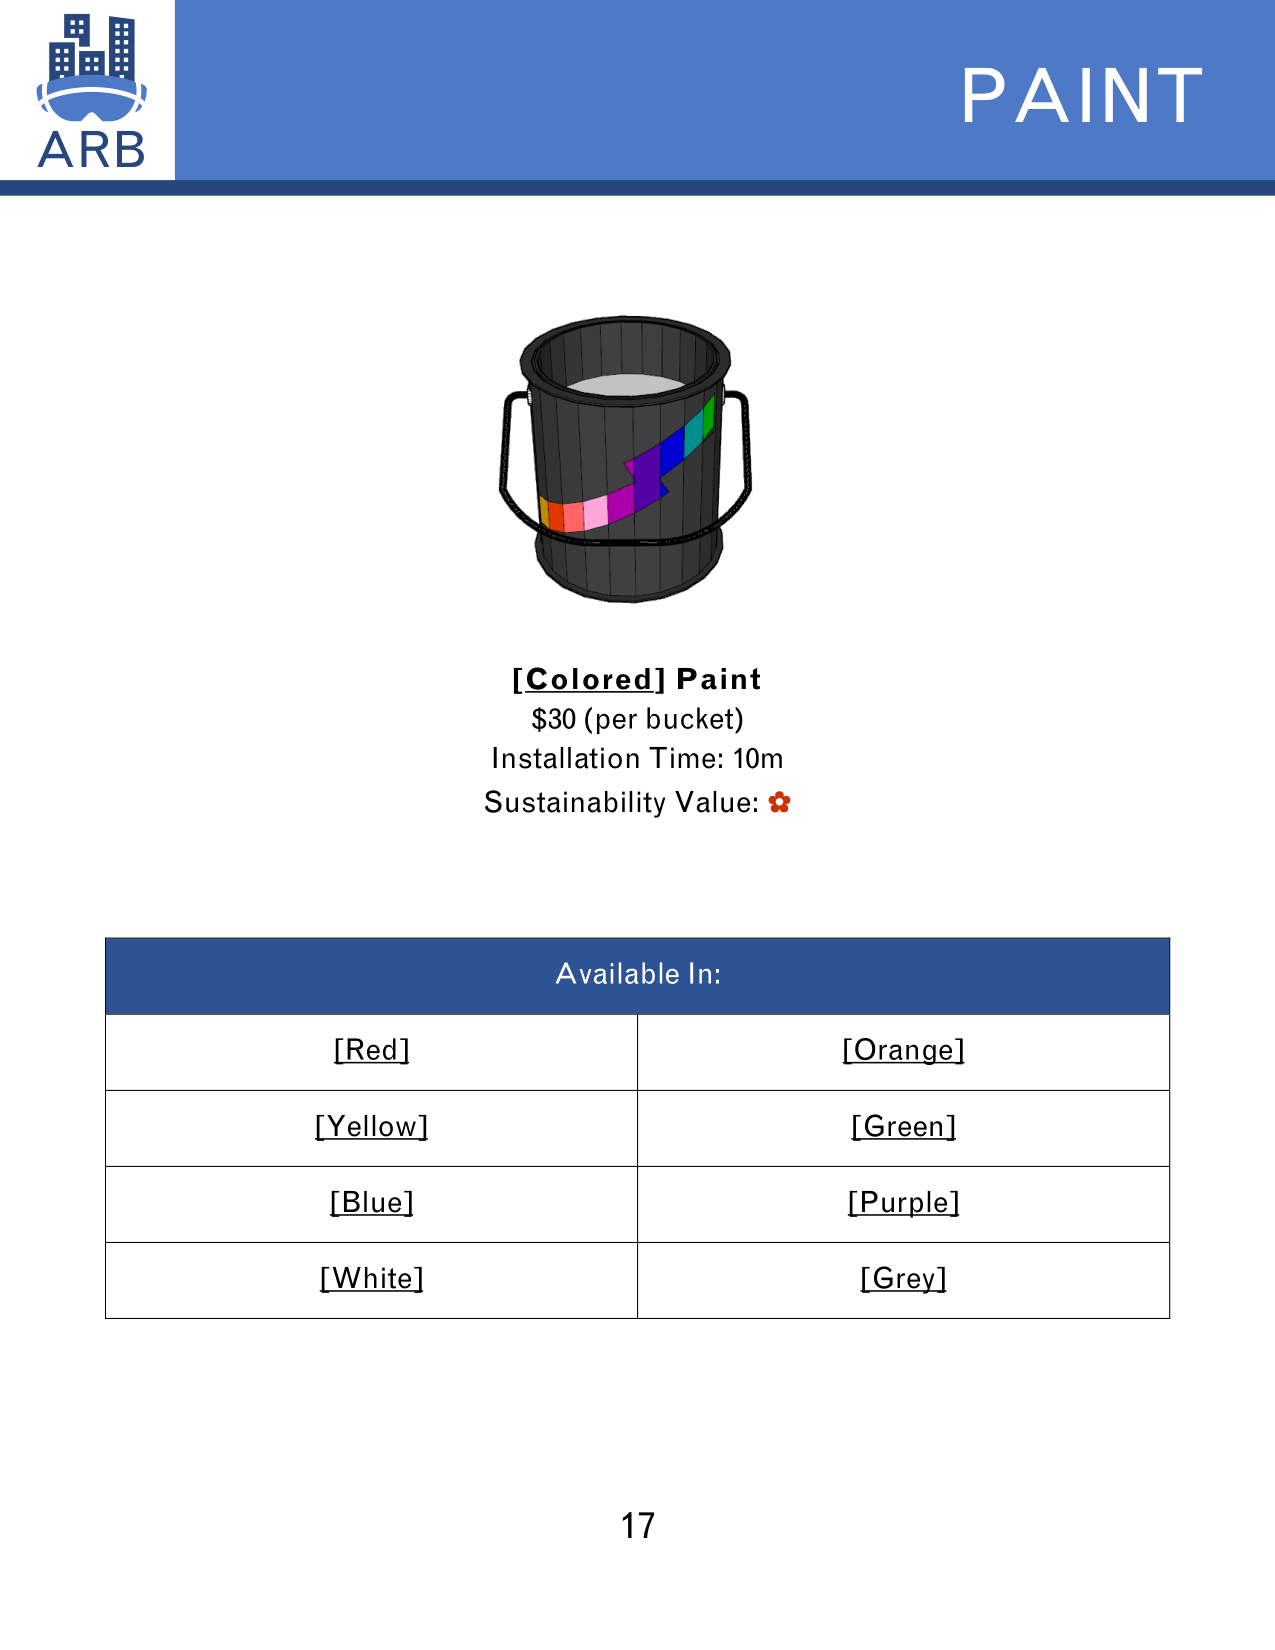 ARB
PAINT
[Colored] Paint
$30 (per bucket)
Installation Time: 10m
Sustainability Value: ✿
Available In:
[Red] [Orange]
[Yellow] [Green]
[Blue] [Purple]
[White] [Grey]
17